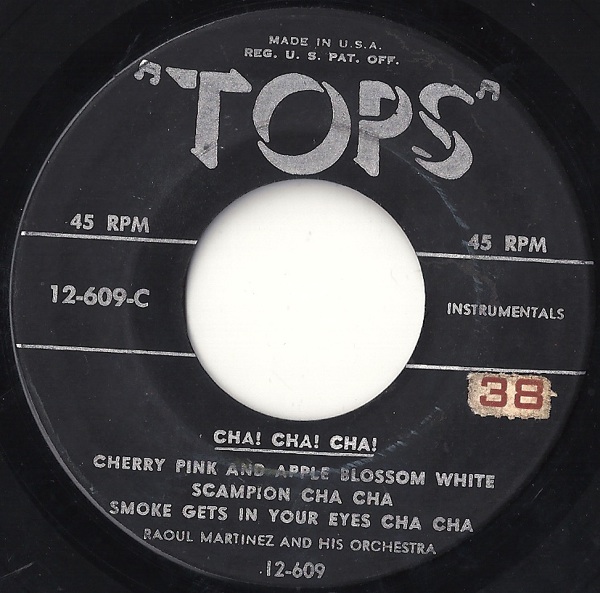 MADE IN U.S.A.
REG. U. S. PAT. OFF.
"TOPS"
45 RPM
45 RPM
12-609-C
INSTRUMENTALS
38
CHA! CHA! CHA!
CHERRY PINK AND APPLE BLOSSOM WHITE
SCAMPION CHA CHA
SMOKE GETS IN YOUR EYES CHA CHA
RAOUL MARTINEZ AND HIS ORCHESTRA
12-609